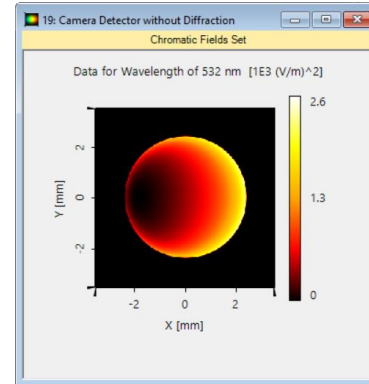 19: Camera Detector without Diffraction
Chromatic Fields Set
Data for Wavelength of 532 nm [1E3 (V/m)^2]
2.6
1.3
0
Y [mm]
2
0
-2
-2 0 2
X [mm]